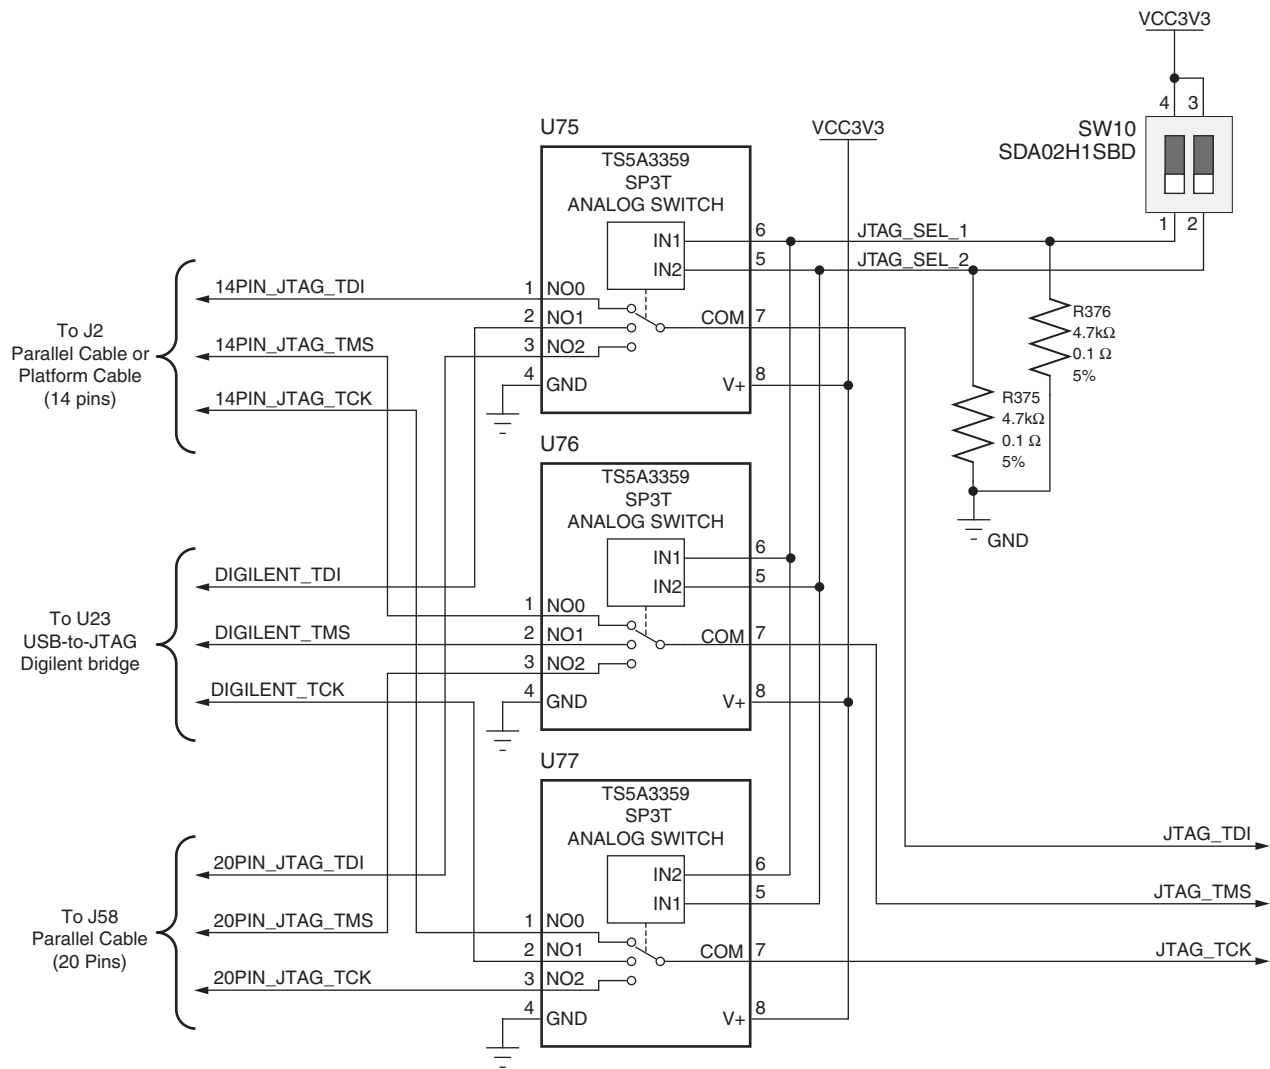 VCC3V3
4 3
SW10
SDA02H1SBD
1 2
VCC3V3
U75
TS5A3359
SP3T
ANALOG SWITCH
IN1 6 JTAG_SEL_1
IN2 5 JTAG_SEL_2
14PIN_JTAG_TDI 1 NO0
2 NO1 COM 7
14PIN_JTAG_TMS 3 NO2
4 GND V+ 8
14PIN_JTAG_TCK
To J2
Parallel Cable or
Platform Cable
(14 pins)
R376
4.7kΩ
0.1 Ω
5%
R375
4.7kΩ
0.1 Ω
5%
GND
U76
TS5A3359
SP3T
ANALOG SWITCH
IN1 6
IN2 5
DIGILENT_TDI
1 NO0
DIGILENT_TMS 2 NO1 COM 7
3 NO2
DIGILENT_TCK 4 GND V+ 8
To U23
USB-to-JTAG
Digilent bridge
U77
TS5A3359
SP3T
ANALOG SWITCH
JTAG_TDI
20PIN_JTAG_TDI IN2 6
IN1 5 JTAG_TMS
20PIN_JTAG_TMS 1 NO0
2 NO1 COM 7 JTAG_TCK
20PIN_JTAG_TCK 3 NO2
4 GND V+ 8
To J58
Parallel Cable
(20 Pins)